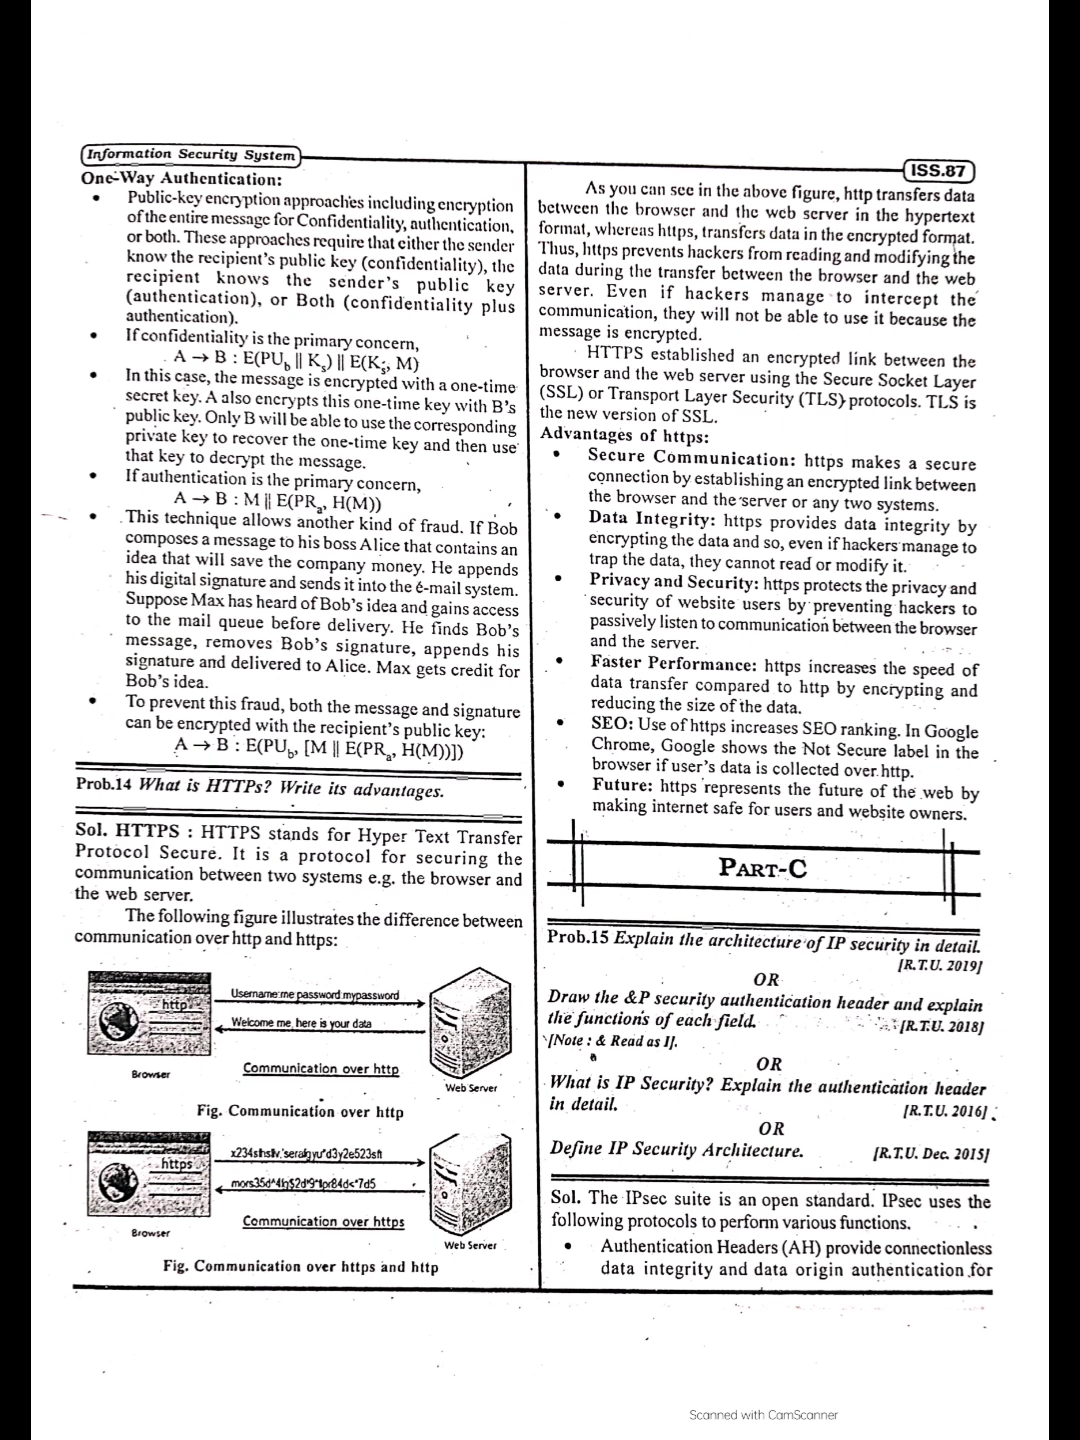 Information Security System
ISS.87
One-Way Authentication:
• Public-key encryption approaches including encryption
of the entire message for Confidentiality, authentication,
or both. These approaches require that either the sender
know the recipient's public key (confidentiality), the
recipient knows the sender's public key
(authentication), or Both (confidentiality plus
authentication).
• If confidentiality is the primary concern,
A → B : E(PU_b || K_s) || E(K_s, M)
• In this case, the message is encrypted with a one-time
secret key. A also encrypts this one-time key with B's
public key. Only B will be able to use the corresponding
private key to recover the one-time key and then use
that key to decrypt the message.
• If authentication is the primary concern,
A → B : M || E(PR_a, H(M))
• This technique allows another kind of fraud. If Bob
composes a message to his boss Alice that contains an
idea that will save the company money. He appends
his digital signature and sends it into the e-mail system.
Suppose Max has heard of Bob's idea and gains access
to the mail queue before delivery. He finds Bob's
message, removes Bob's signature, appends his
signature and delivered to Alice. Max gets credit for
Bob's idea.
• To prevent this fraud, both the message and signature
can be encrypted with the recipient's public key:
A → B : E(PU_b, [M || E(PR_a, H(M))])
Prob.14 What is HTTPs? Write its advantages.
Sol. HTTPS : HTTPS stands for Hyper Text Transfer
Protocol Secure. It is a protocol for securing the
communication between two systems e.g. the browser and
the web server.
The following figure illustrates the difference between
communication over http and https:
http
Username:me password mypassword
Welcome me, here is your data
Browser
Communication over http
Web Server
Fig. Communication over http
https
Browser
Communication over https
Web Server
Fig. Communication over https and http
As you can see in the above figure, http transfers data
between the browser and the web server in the hypertext
format, whereas https, transfers data in the encrypted format.
Thus, https prevents hackers from reading and modifying the
data during the transfer between the browser and the web
server. Even if hackers manage to intercept the
communication, they will not be able to use it because the
message is encrypted.
HTTPS established an encrypted link between the
browser and the web server using the Secure Socket Layer
(SSL) or Transport Layer Security (TLS) protocols. TLS is
the new version of SSL.
Advantages of https:
• Secure Communication: https makes a secure
connection by establishing an encrypted link between
the browser and the server or any two systems.
• Data Integrity: https provides data integrity by
encrypting the data and so, even if hackers manage to
trap the data, they cannot read or modify it.
• Privacy and Security: https protects the privacy and
security of website users by preventing hackers to
passively listen to communication between the browser
and the server.
• Faster Performance: https increases the speed of
data transfer compared to http by encrypting and
reducing the size of the data.
• SEO: Use of https increases SEO ranking. In Google
Chrome, Google shows the Not Secure label in the
browser if user's data is collected over http.
• Future: https represents the future of the web by
making internet safe for users and website owners.
PART-C
Prob.15 Explain the architecture of IP security in detail.
[R.T.U. 2019]
OR
Draw the &P security authentication header and explain
the functions of each field. [R.T.U. 2018]
[Note : & Read as I].
OR
What is IP Security? Explain the authentication header
in detail. [R.T.U. 2016]
OR
Define IP Security Architecture. [R.T.U. Dec. 2015]
Sol. The IPsec suite is an open standard. IPsec uses the
following protocols to perform various functions.
• Authentication Headers (AH) provide connectionless
data integrity and data origin authentication for
Scanned with CamScanner